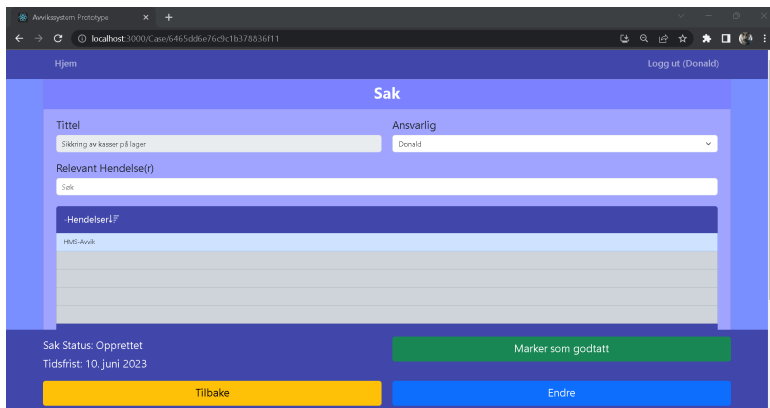 Avvikssystem Prototype
localhost:3000/Case/6465dd6e76c9c1b378836f11
Hjem
Logg ut (Donald)
Sak
Tittel
Ansvarlig
Sikkring av kasser på lager
Donald
Relevant Hendelse(r)
Søk
-Hendelser
HMS-Avvik
Sak Status: Opprettet
Marker som godtatt
Tidsfrist: 10. juni 2023
Tilbake
Endre